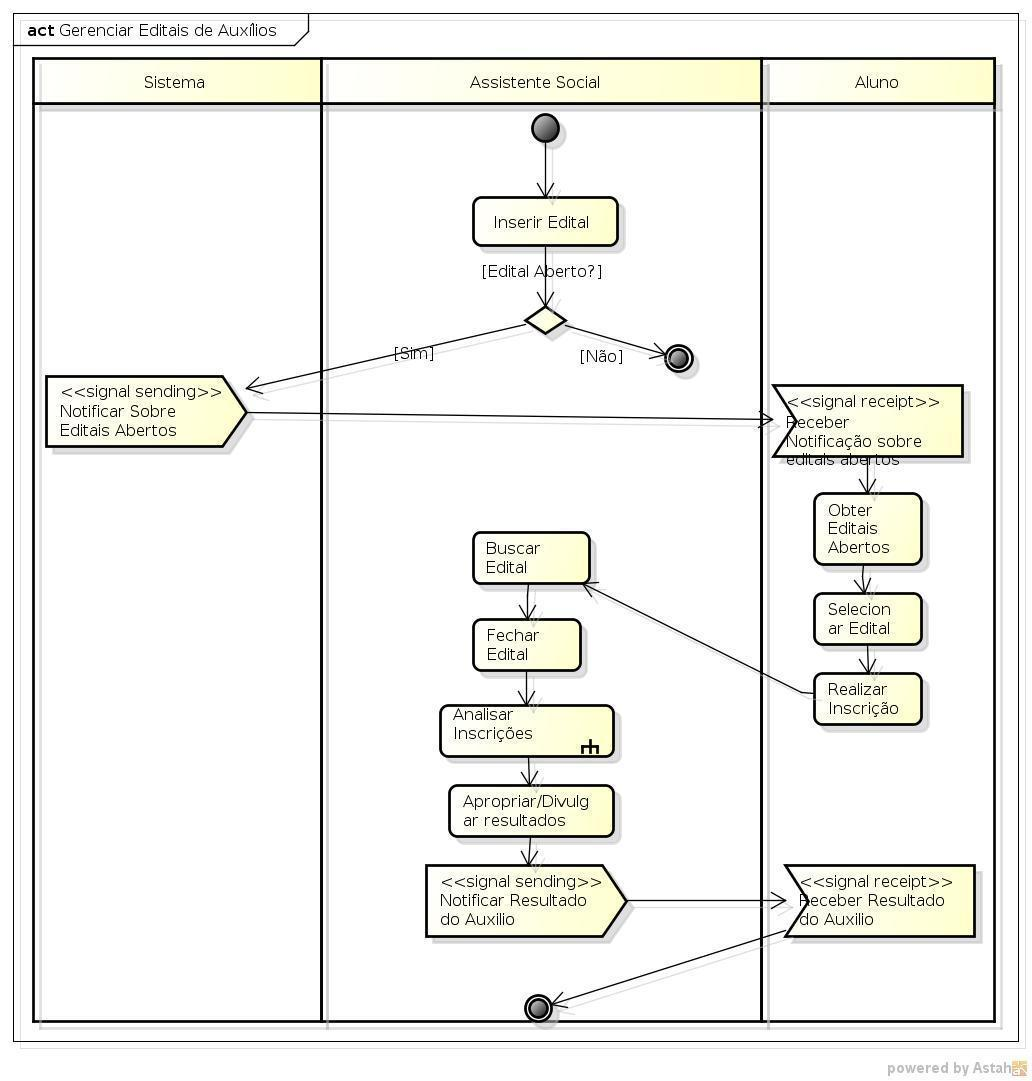 act Gerenciar Editais de Auxílios
Sistema
Assistente Social
Aluno
Inserir Edital
[Edital Aberto?]
[Sim]
[Não]
<<signal sending>>
Notificar Sobre
Editais Abertos
<<signal receipt>>
Receber
Notificação sobre
editais abertos
Obter
Editais
Abertos
Buscar
Edital
Selecion
ar Edital
Fechar
Edital
Realizar
Inscrição
Analisar
Inscrições
Apropriar/Divulg
ar resultados
<<signal sending>>
Notificar Resultado
do Auxilio
<<signal receipt>>
Receber Resultado
do Auxilio
powered by Astah